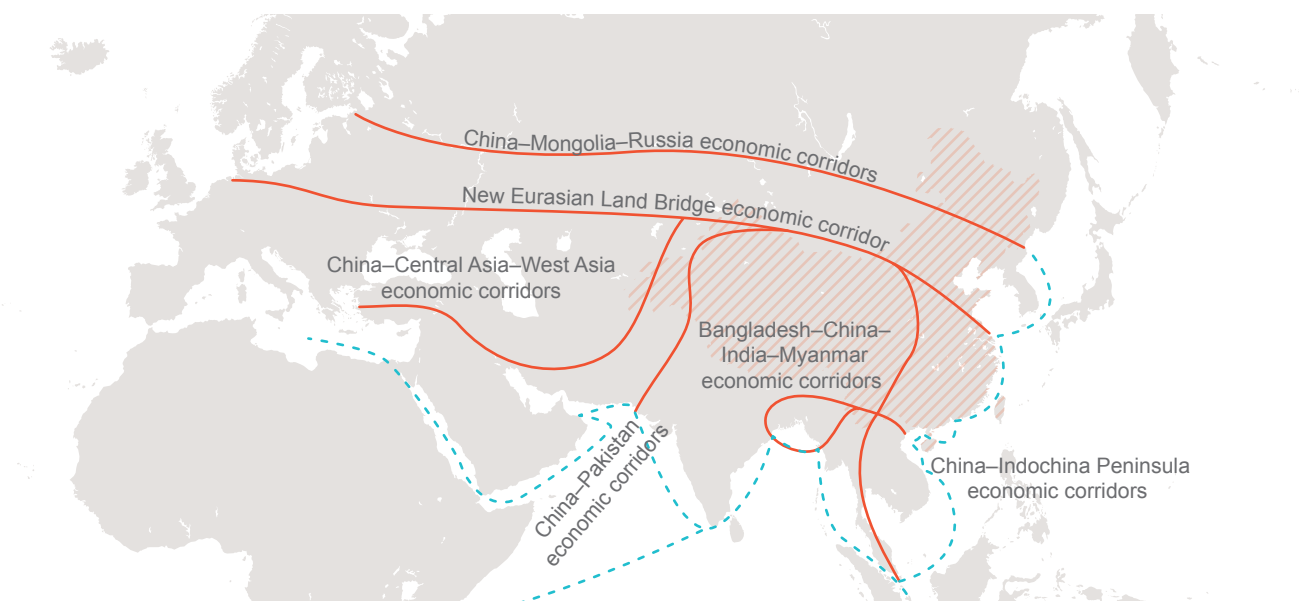 China–Mongolia–Russia economic corridors
New Eurasian Land Bridge economic corridor
China–Central Asia–West Asia
economic corridors
Bangladesh–China–
India–Myanmar
economic corridors
China–Pakistan
economic corridors
China–Indochina Peninsula
economic corridors